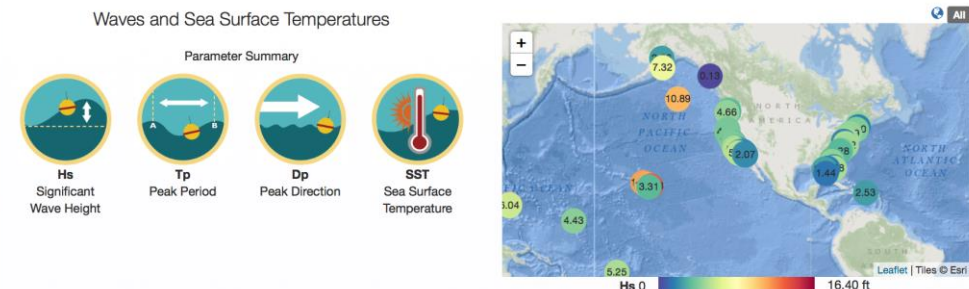 Waves and Sea Surface Temperatures
Parameter Summary
A
B
Hs
Significant
Wave Height
Tp
Peak Period
Dp
Peak Direction
SST
Sea Surface
Temperature
All
+
−
7.32
0.13
10.89
4.66
NORTH
AMERICA
NORTH
PACIFIC
OCEAN
2.07
NORTH
ATLANTIC
OCEAN
1.44
3.31
2.53
OCEAN
4.43
5.25
SOUTH
Leaflet | Tiles © Esri
Hs 0
16.40 ft